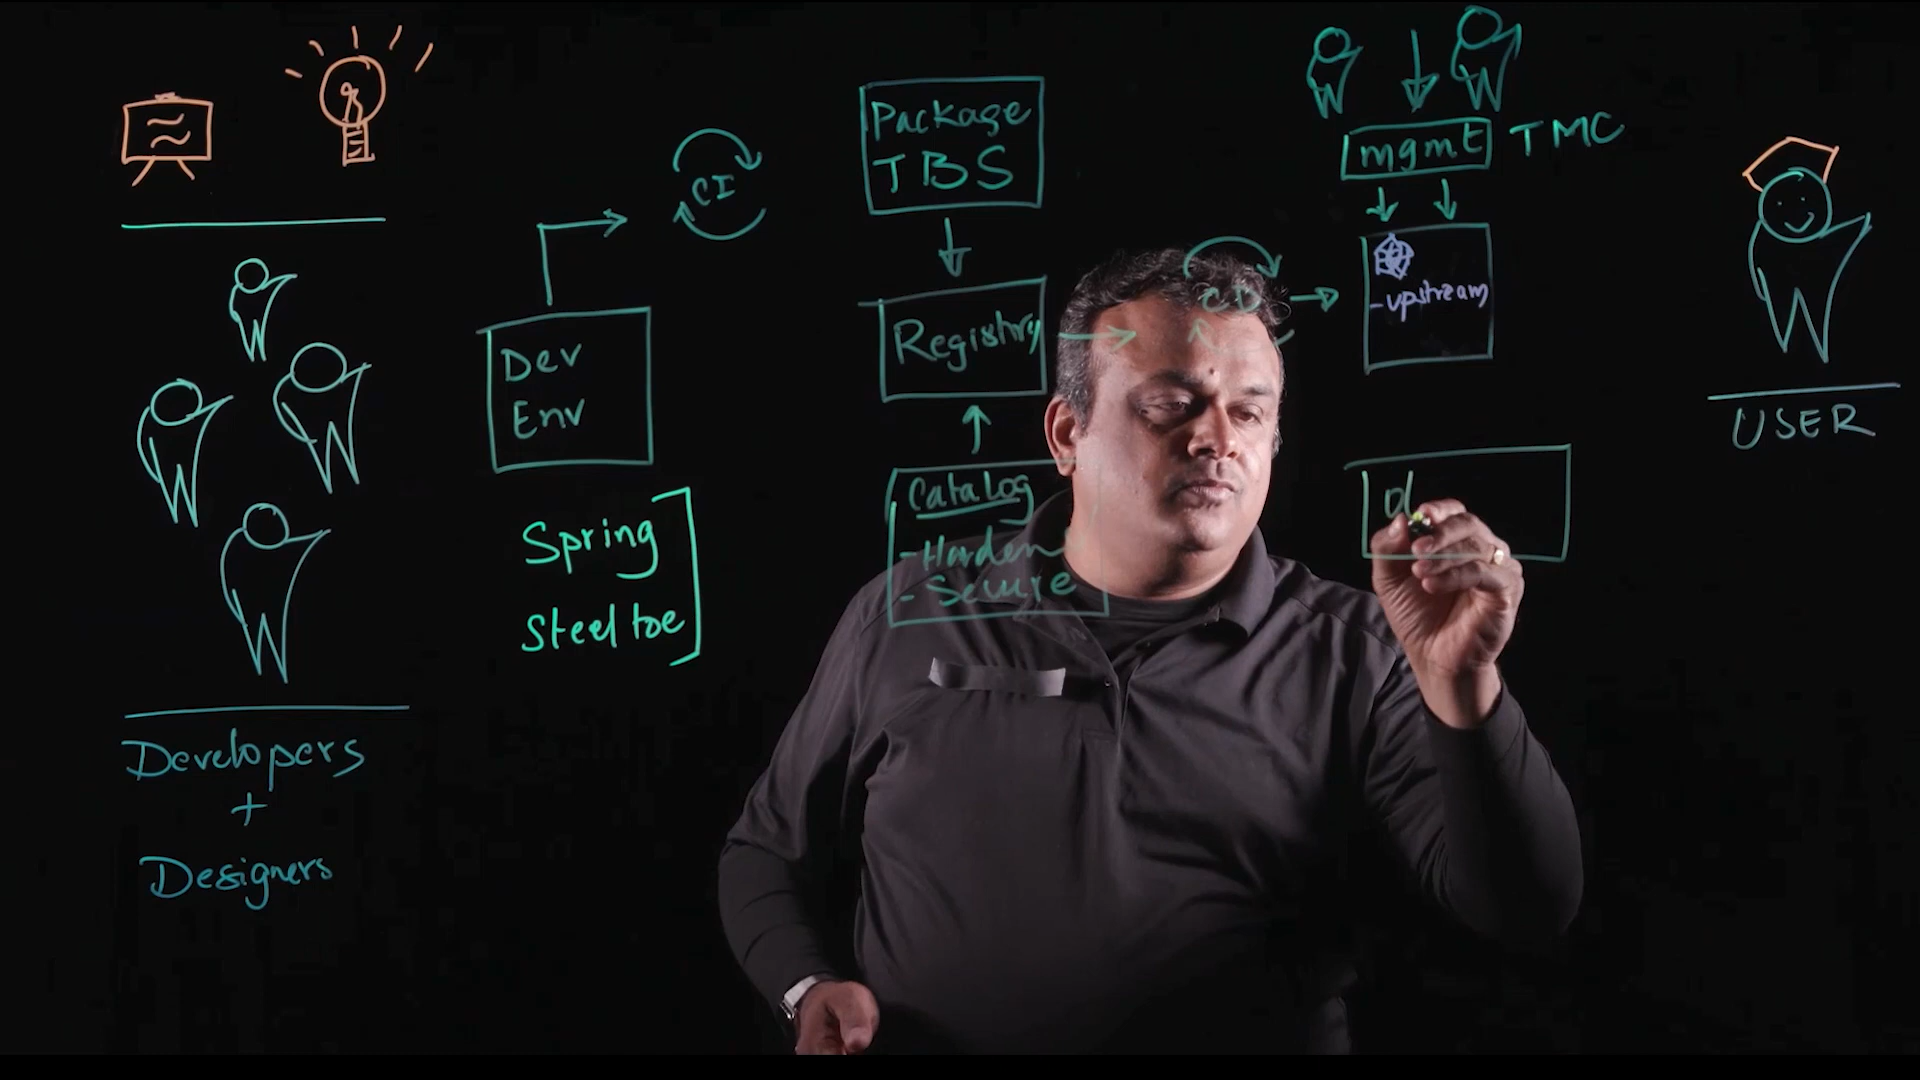 Developers
+
Designers
Dev
Env
Spring
Steeltoe
CI
Package
TBS
Registry
Catalog
- Harden
- Secure
CD
mgmt
TMC
- upstream
d
USER